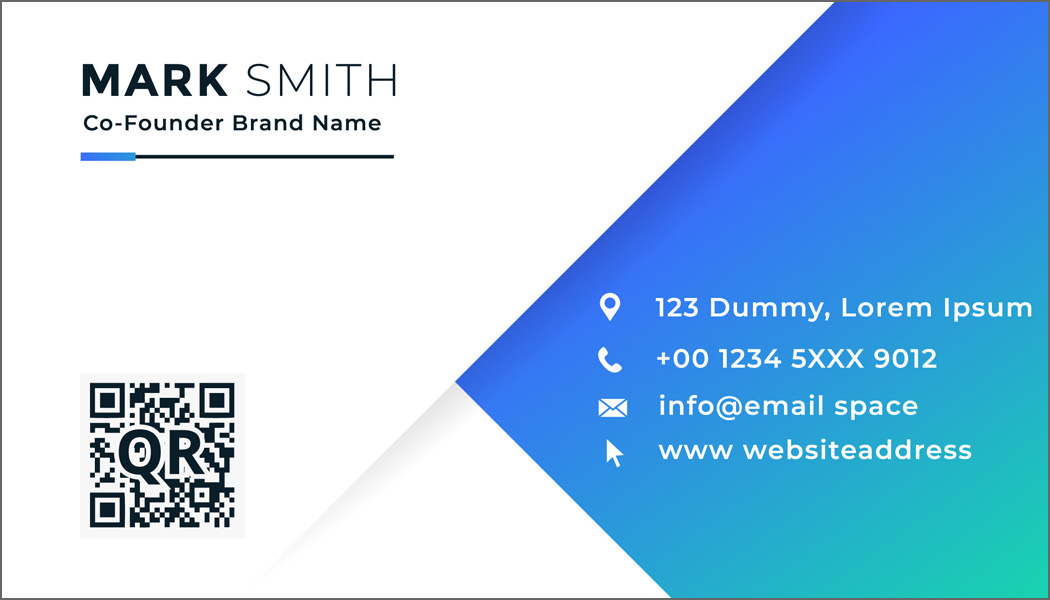 MARK SMITH
Co-Founder Brand Name
QR
123 Dummy, Lorem Ipsum
+00 1234 5XXX 9012
info@email space
www websiteaddress